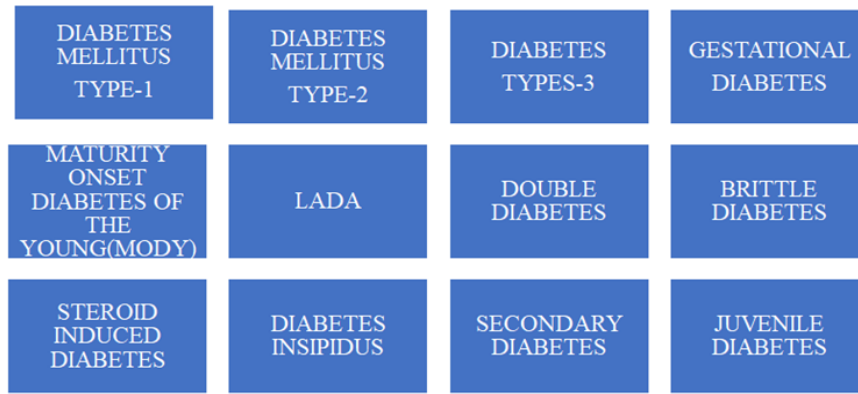 DIABETES
MELLITUS
TYPE-1
DIABETES
MELLITUS
TYPE-2
DIABETES
TYPES-3
GESTATIONAL
DIABETES
MATURITY
ONSET
DIABETES OF
THE
YOUNG(MODY)
LADA
DOUBLE
DIABETES
BRITTLE
DIABETES
STEROID
INDUCED
DIABETES
DIABETES
INSIPIDUS
SECONDARY
DIABETES
JUVENILE
DIABETES